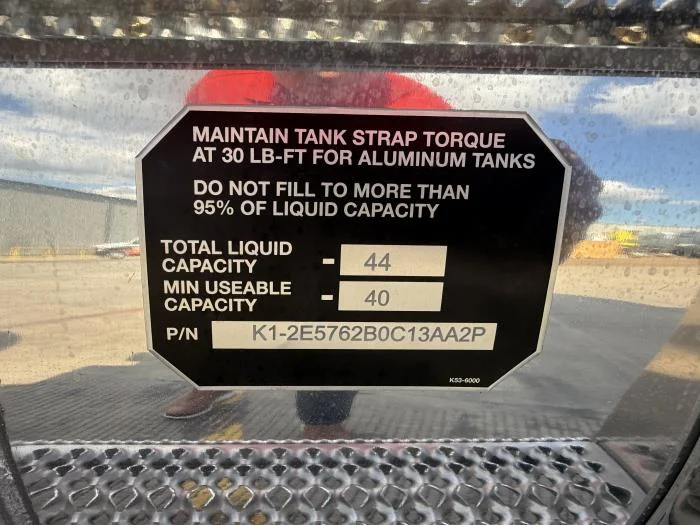 MAINTAIN TANK STRAP TORQUE
AT 30 LB-FT FOR ALUMINUM TANKS
DO NOT FILL TO MORE THAN
95% OF LIQUID CAPACITY
TOTAL LIQUID
CAPACITY - 44
MIN USEABLE
CAPACITY - 40
P/N K1-2E5762B0C13AA2P
K53-6000